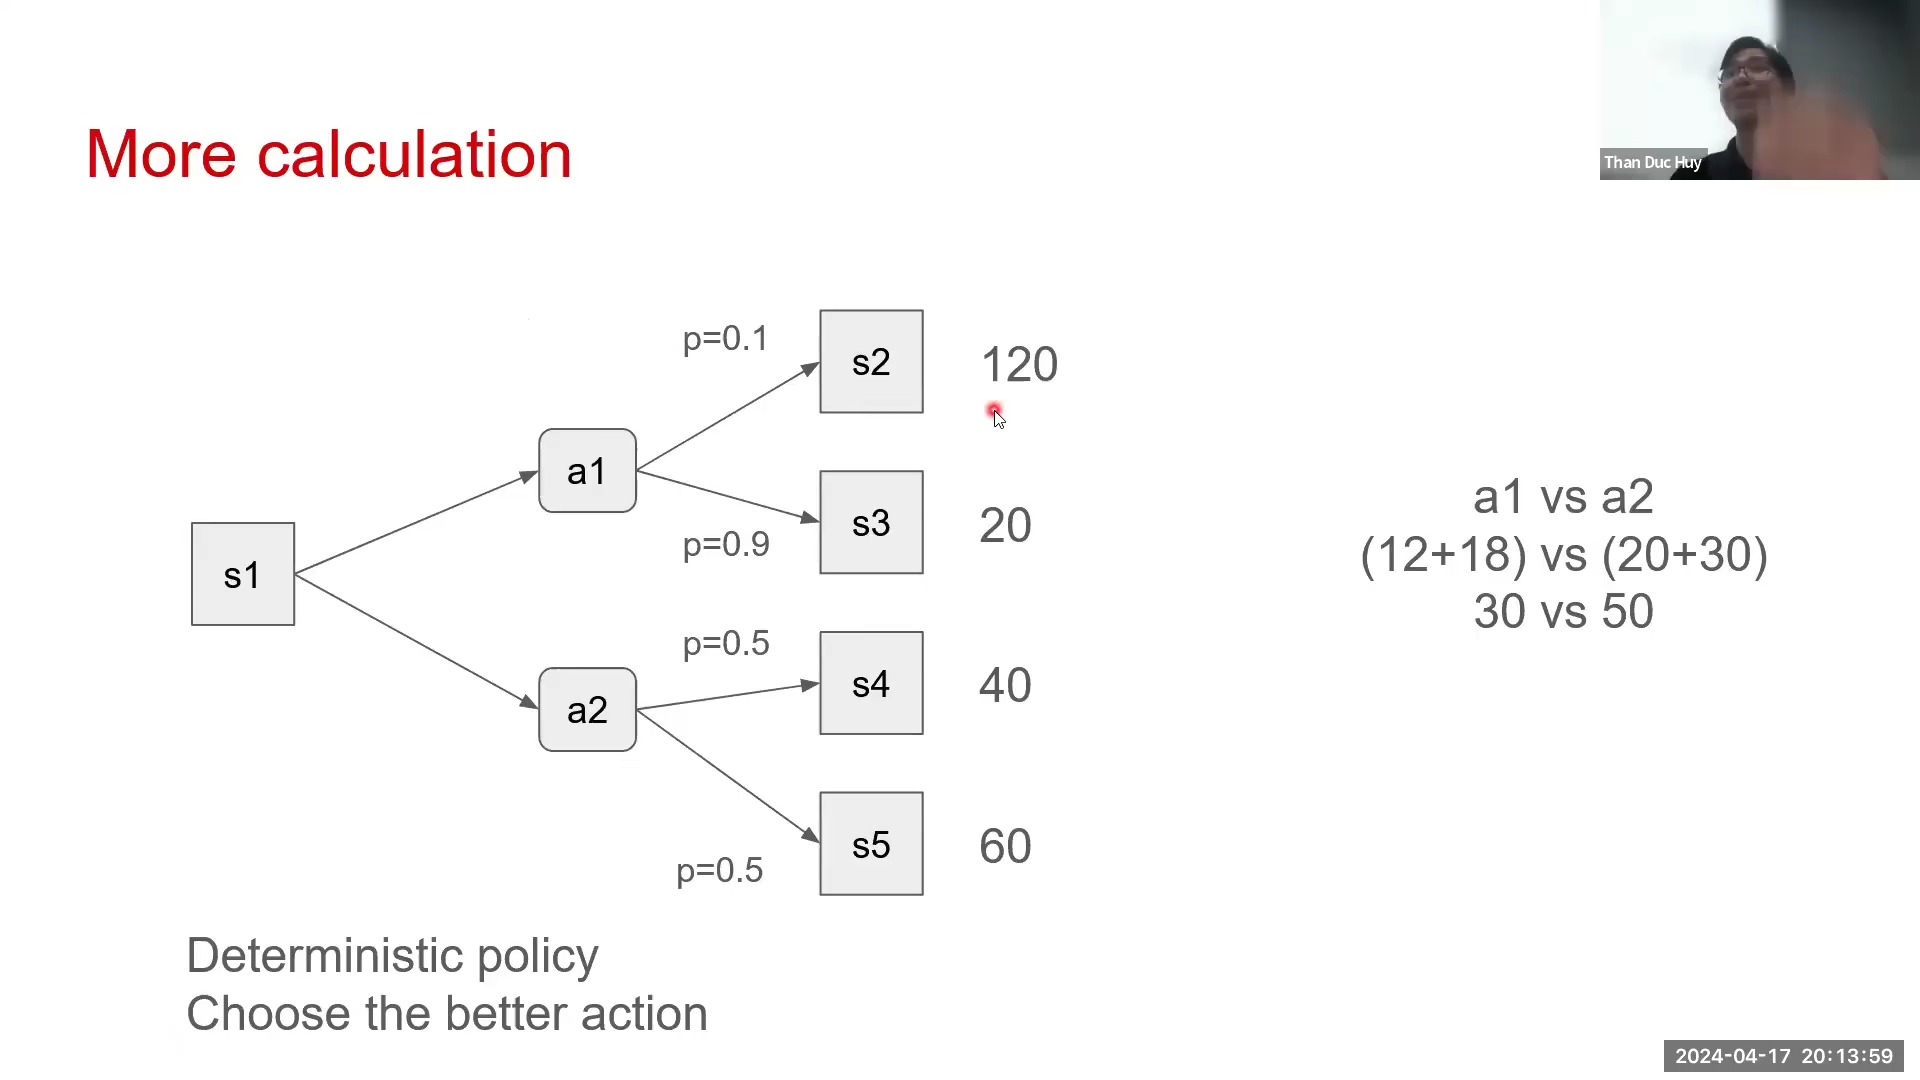 Than Duc Huy
More calculation
p=0.1
s2
120
a1
s3
20
p=0.9
s1
a1 vs a2
(12+18) vs (20+30)
30 vs 50
p=0.5
s4
40
a2
s5
60
p=0.5
Deterministic policy
Choose the better action
2024-04-17 20:13:59